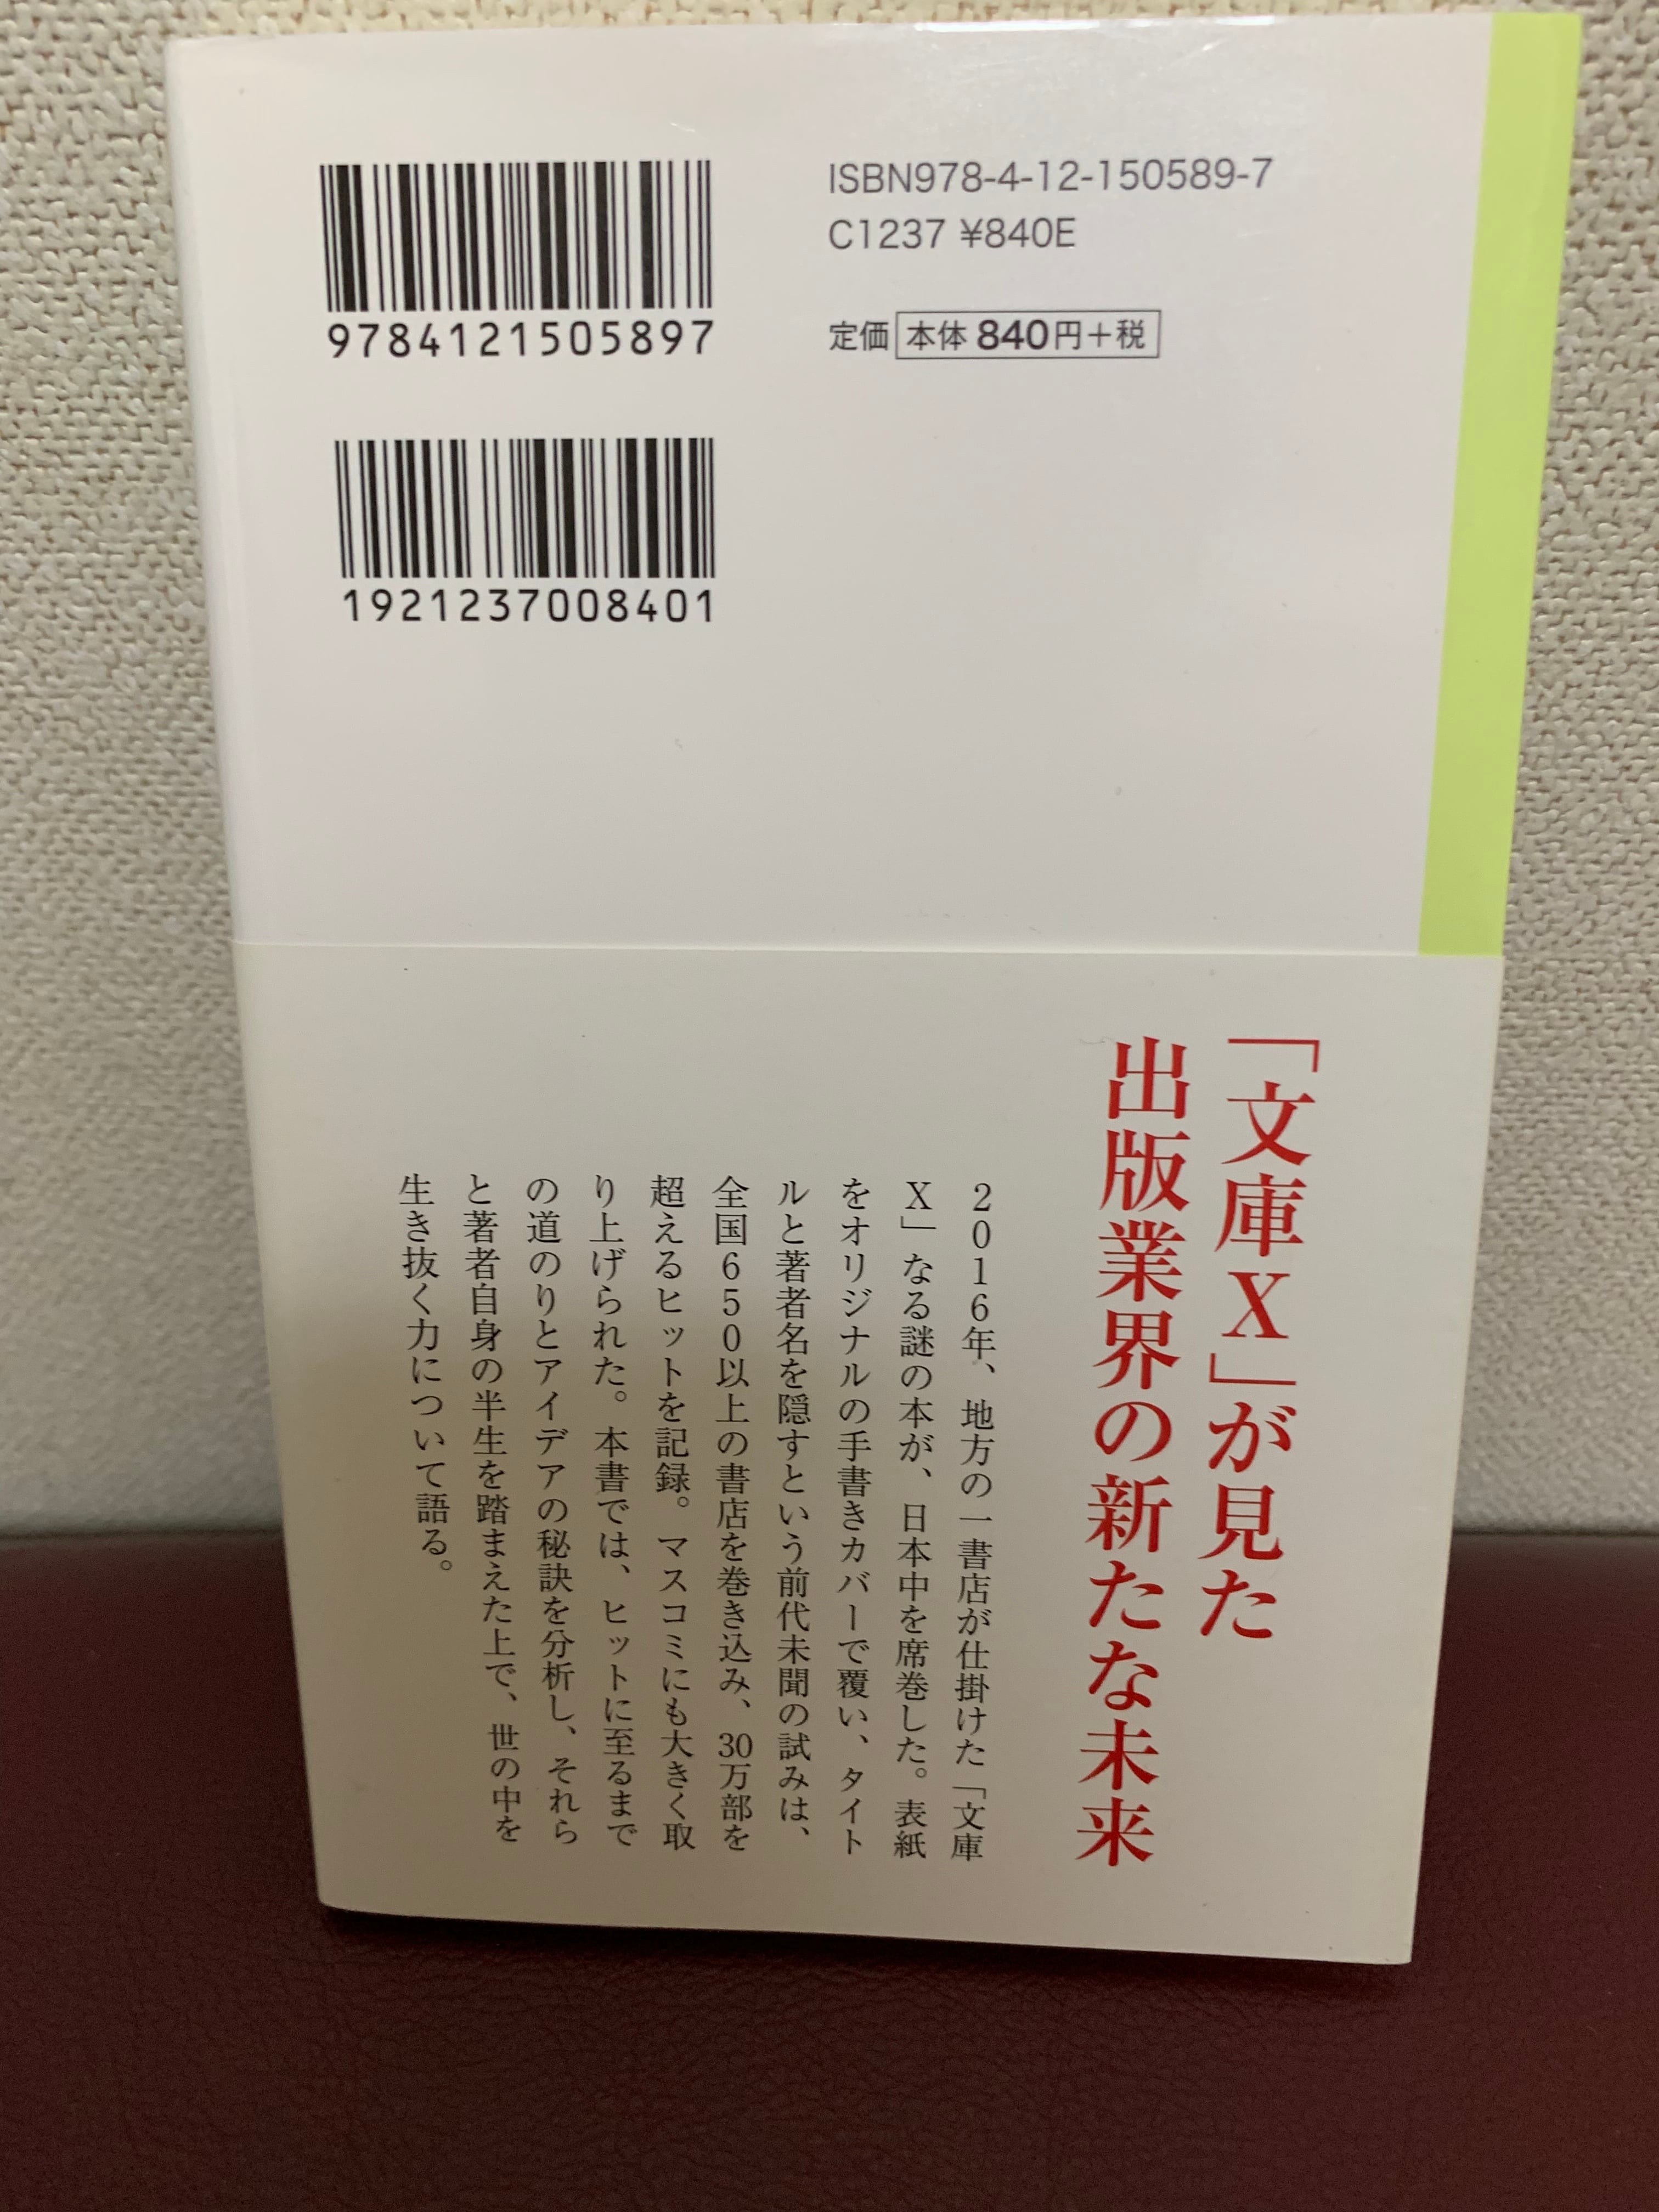 ISBN978-4-12-150589-7
C1237 ¥840E
定価 本体 840円+税
9784121505897
1921237008401
「文庫X」が見た
出版業界の新たな未来
2016年、地方の一書店が仕掛けた「文庫
X」なる謎の本が、日本中を席巻した。表紙
をオリジナルの手書きカバーで覆い、タイト
ルと著者名を隠すという前代未聞の試みは、
全国650以上の書店を巻き込み、30万部を
超えるヒットを記録。マスコミにも大きく取
り上げられた。本書では、ヒットに至るまで
の道のりとアイデアの秘訣を分析し、それら
と著者自身の半生を踏まえた上で、世の中を
生き抜く力について語る。